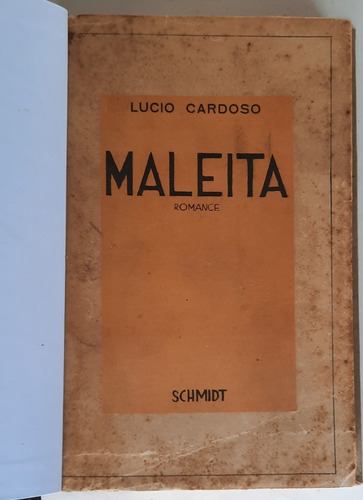 LUCIO CARDOSO
MALEITA
ROMANCE
SCHMIDT